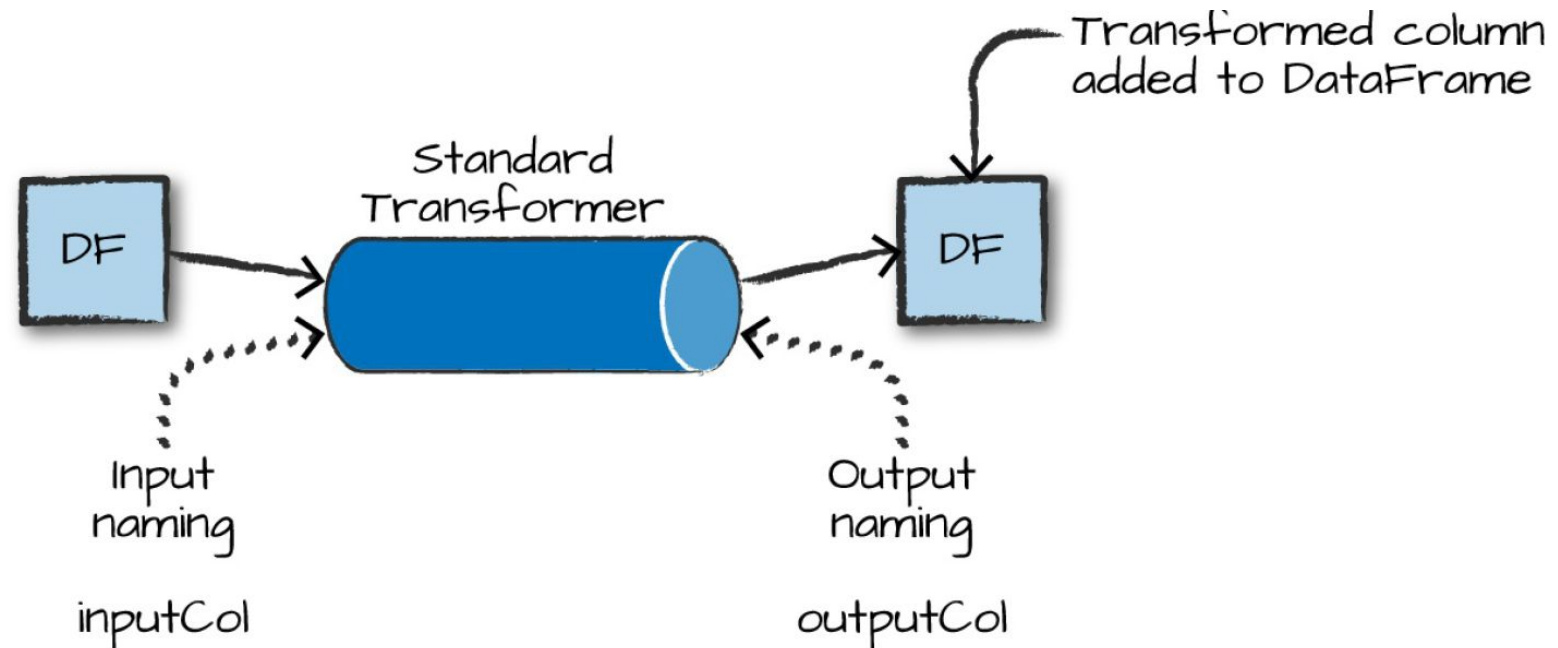 Transformed column
added to DataFrame
Standard
Transformer
DF
DF
Input
naming
Output
naming
inputCol
outputCol